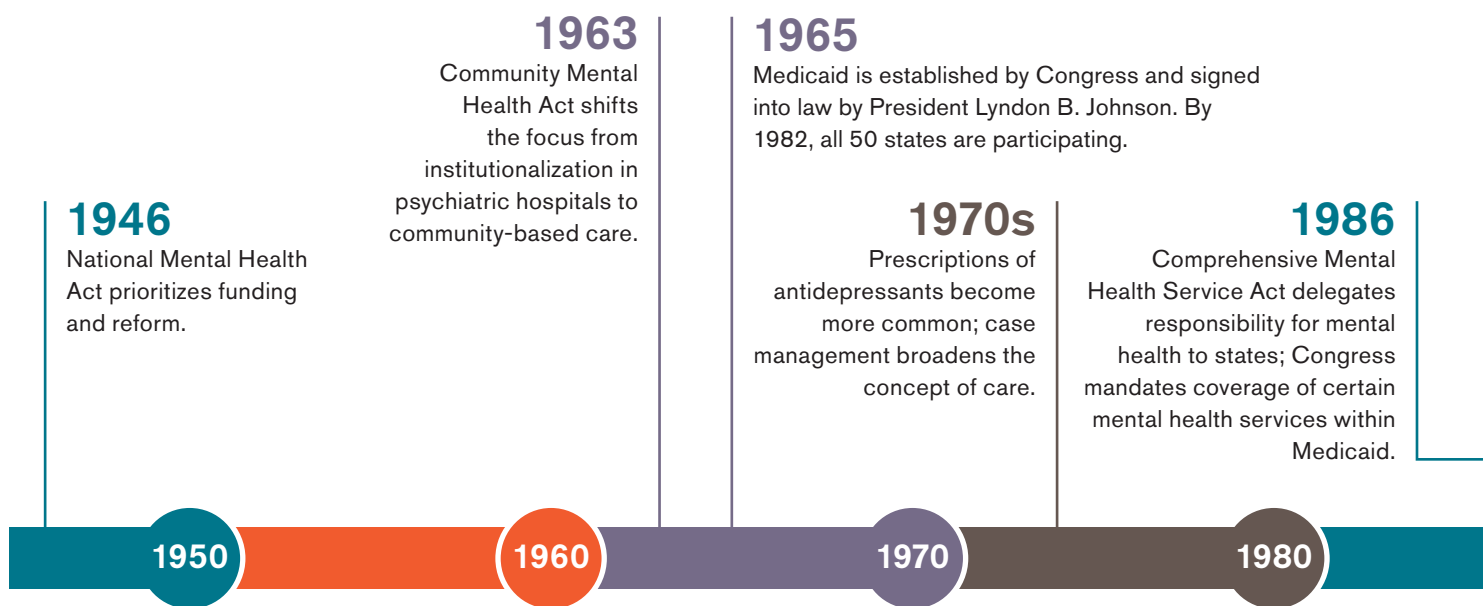 1946
National Mental Health
Act prioritizes funding
and reform.
1963
Community Mental
Health Act shifts
the focus from
institutionalization in
psychiatric hospitals to
community-based care.
1965
Medicaid is established by Congress and signed
into law by President Lyndon B. Johnson. By
1982, all 50 states are participating.
1970s
Prescriptions of
antidepressants become
more common; case
management broadens the
concept of care.
1986
Comprehensive Mental
Health Service Act delegates
responsibility for mental
health to states; Congress
mandates coverage of certain
mental health services within
Medicaid.
1950
1960
1970
1980